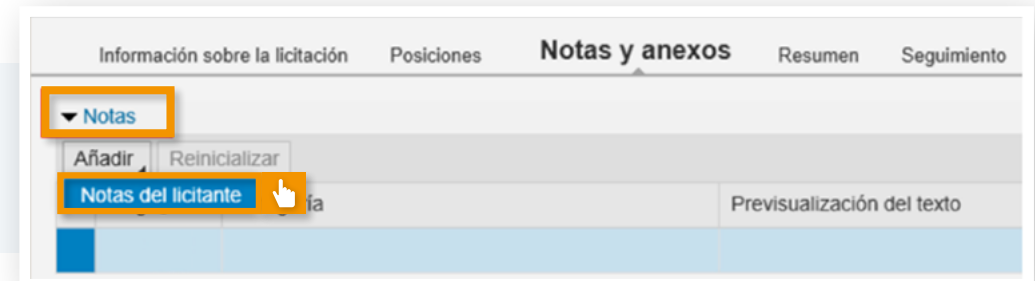 Información sobre la licitación Posiciones Notas y anexos Resumen Seguimiento
Notas
Añadir Reinicializar
Notas del licitante
Previsualización del texto